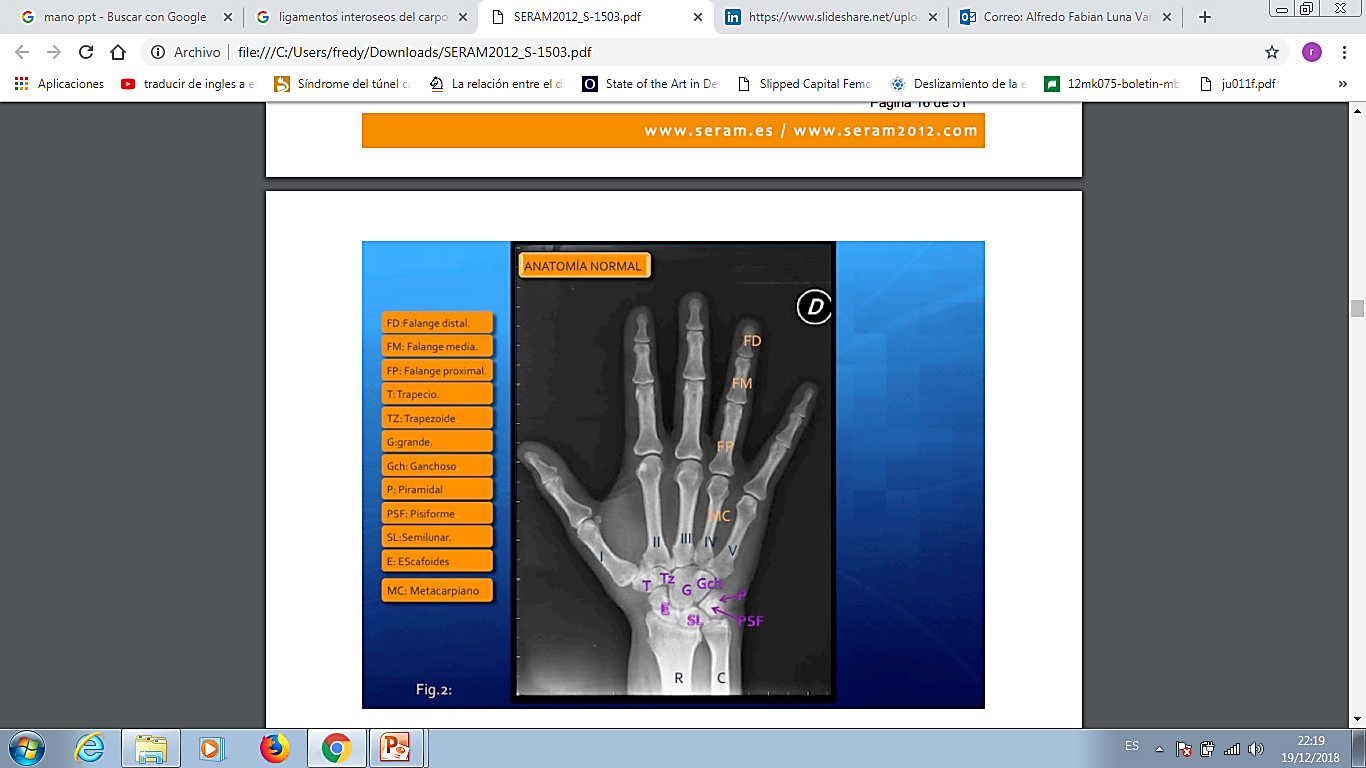 mano ppt - Buscar con Google
ligamentos interoseos del carpo
SERAM2012_S-1503.pdf
https://www.slideshare.net/uplo
Correo: Alfredo Fabian Luna Var
Archivo
file:///C:/Users/fredy/Downloads/SERAM2012_S-1503.pdf
r
Aplicaciones
traducir de ingles a e
Síndrome del túnel ca
La relación entre el d
State of the Art in De
Slipped Capital Femo
Deslizamiento de la e
12mk075-boletin-mb
ju011f.pdf
»
Página 16 de 51
www.seram.es / www.seram2012.com
ANATOMÍA NORMAL
D
FD:Falange distal.
FM: Falange media.
FP: Falange proximal.
T: Trapecio.
TZ: Trapezoide
G:grande.
Gch: Ganchoso
P: Piramidal
PSF: Pisiforme
SL:Semilunar.
E: EScafoides
MC: Metacarpiano
FD
FM
FP
MC
I
II
III
IV
V
T
Tz
G
Gch
P
E
SL
PSF
R
C
Fig.2:
ES
22:19
19/12/2018